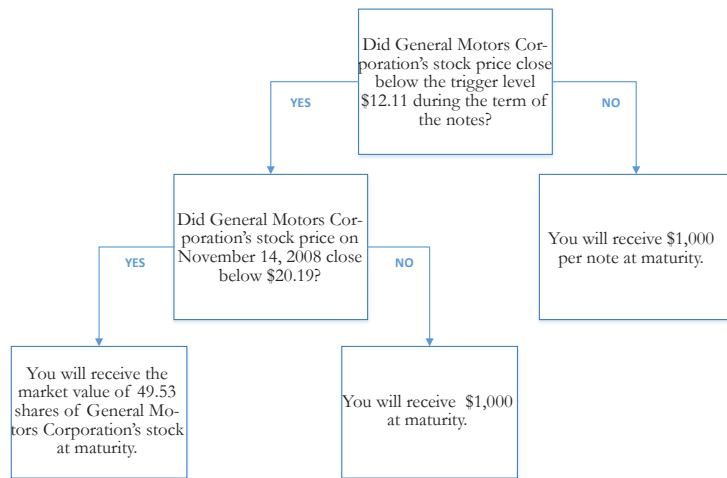 Did General Motors Cor-
poration's stock price close
below the trigger level
$12.11 during the term of
the notes?
YES
NO
Did General Motors Cor-
poration's stock price on
November 14, 2008 close
below $20.19?
You will receive $1,000
per note at maturity.
YES
NO
You will receive the
market value of 49.53
shares of General Mo-
tors Corporation's stock
at maturity.
You will receive $1,000
at maturity.